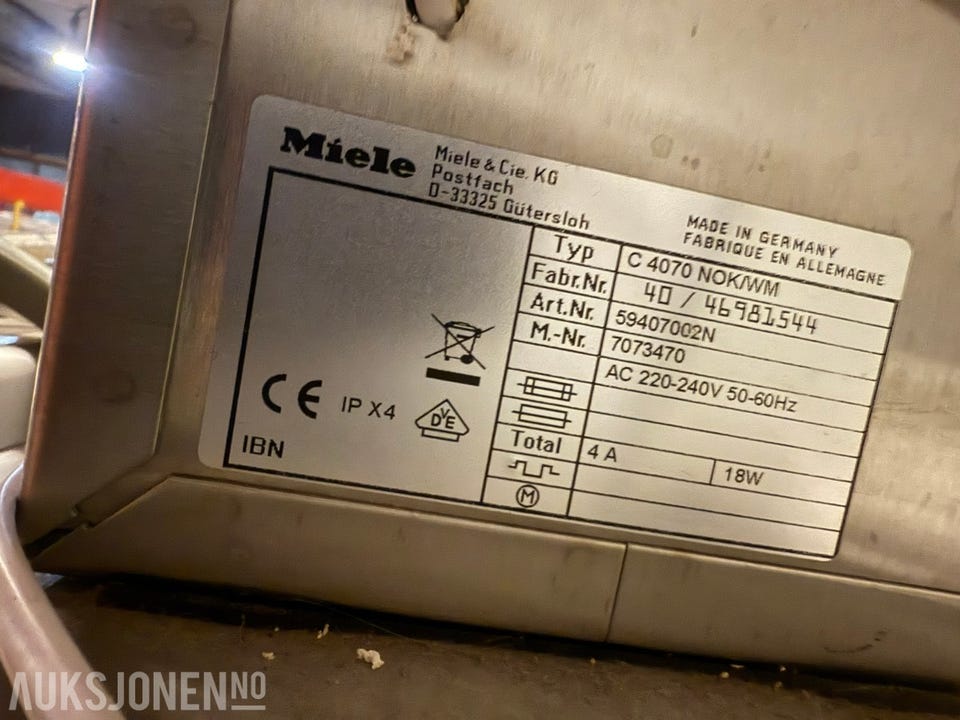 Miele
Miele & Cie. KG
Postfach
D-33325 Gütersloh
MADE IN GERMANY
FABRIQUE EN ALLEMAGNE
Typ C 4070 NOK/WM
Fabr.Nr. 40 / 46981544
Art.Nr. 59407002N
M.-Nr. 7073470
AC 220-240V 50-60Hz
Total 4 A 18W
M
CE IP X4 VDE
IBN
AUKSJONEN NO